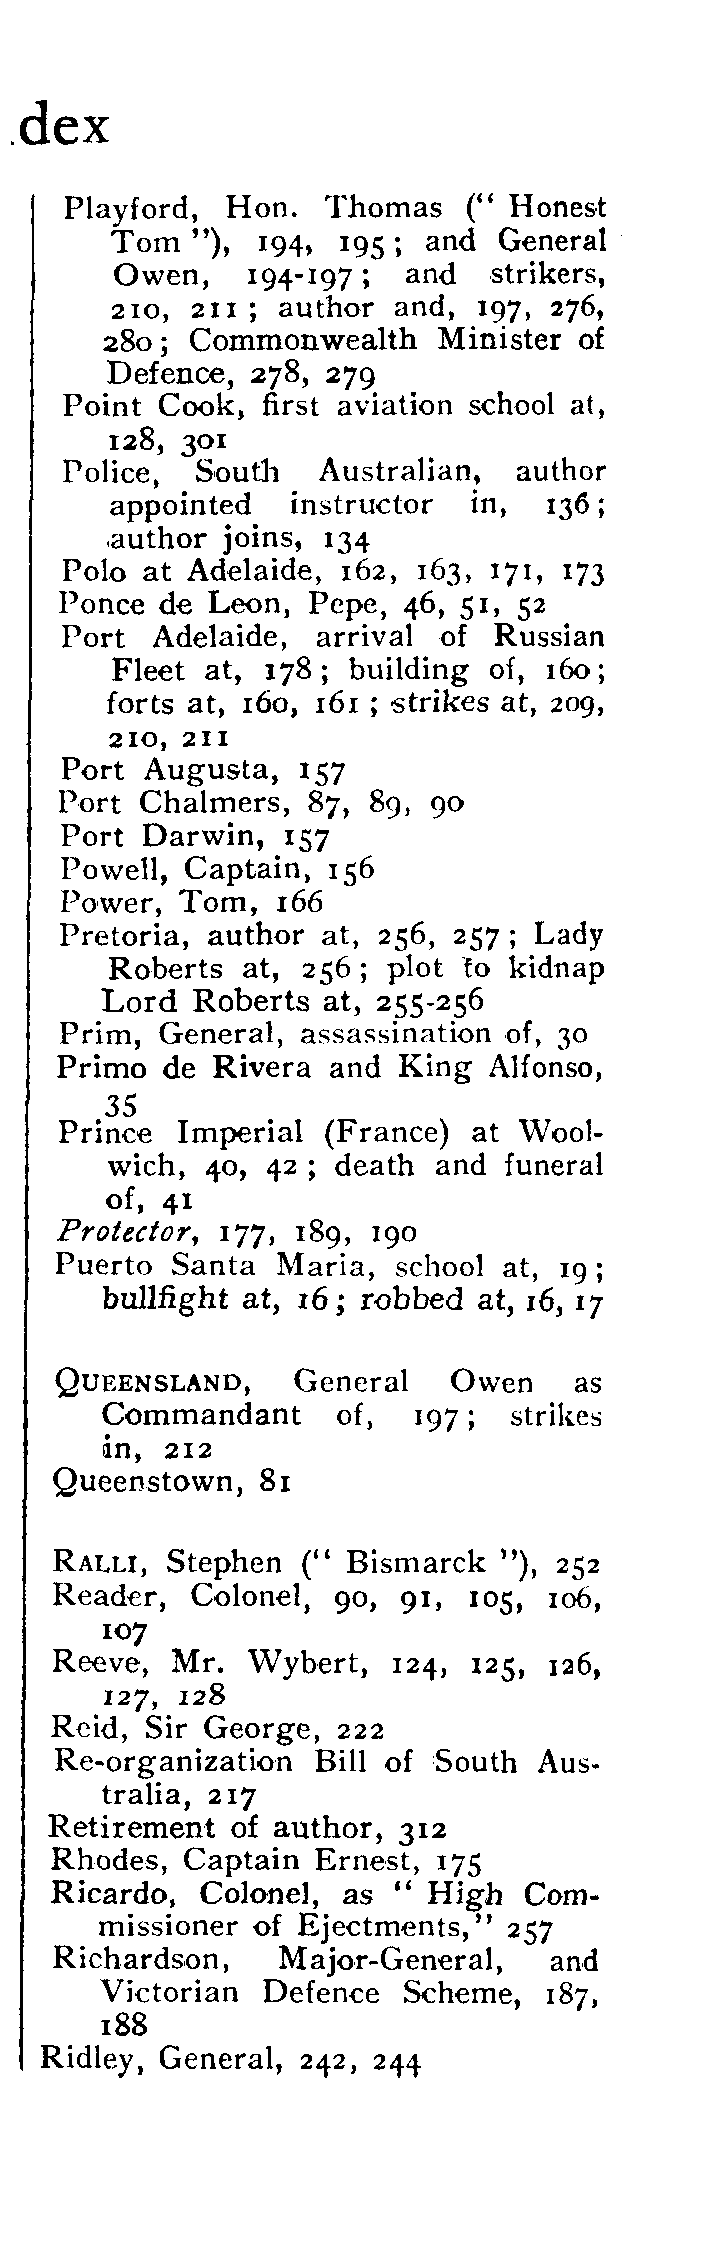 dex
Playford, Hon. Thomas (“ Honest
Tom ”), 194, 195 ; and General
Owen, 194-197 ; and strikers,
210, 211 ; author and, 197, 276,
280 ; Commonwealth Minister of
Defence, 278, 279
Point Cook, first aviation school at,
128, 301
Police, South Australian, author
appointed instructor in, 136 ;
author joins, 134
Polo at Adelaide, 162, 163, 171, 173
Ponce de Leon, Pepe, 46, 51, 52
Port Adelaide, arrival of Russian
Fleet at, 178 ; building of, 160 ;
forts at, 160, 161 ; strikes at, 209,
210, 211
Port Augusta, 157
Port Chalmers, 87, 89, 90
Port Darwin, 157
Powell, Captain, 156
Power, Tom, 166
Pretoria, author at, 256, 257 ; Lady
Roberts at, 256 ; plot to kidnap
Lord Roberts at, 255-256
Prim, General, assassination of, 30
Primo de Rivera and King Alfonso,
35
Prince Imperial (France) at Wool-
wich, 40, 42 ; death and funeral
of, 41
Protector, 177, 189, 190
Puerto Santa Maria, school at, 19 ;
bullfight at, 16 ; robbed at, 16, 17
QUEENSLAND, General Owen as
Commandant of, 197 ; strikes
in, 212
Queenstown, 81
RALLI, Stephen (“ Bismarck ”), 252
Reader, Colonel, 90, 91, 105, 106,
107
Reeve, Mr. Wybert, 124, 125, 126,
127, 128
Reid, Sir George, 222
Re-organization Bill of South Aus-
tralia, 217
Retirement of author, 312
Rhodes, Captain Ernest, 175
Ricardo, Colonel, as “ High Com-
missioner of Ejectments,” 257
Richardson, Major-General, and
Victorian Defence Scheme, 187,
188
Ridley, General, 242, 244